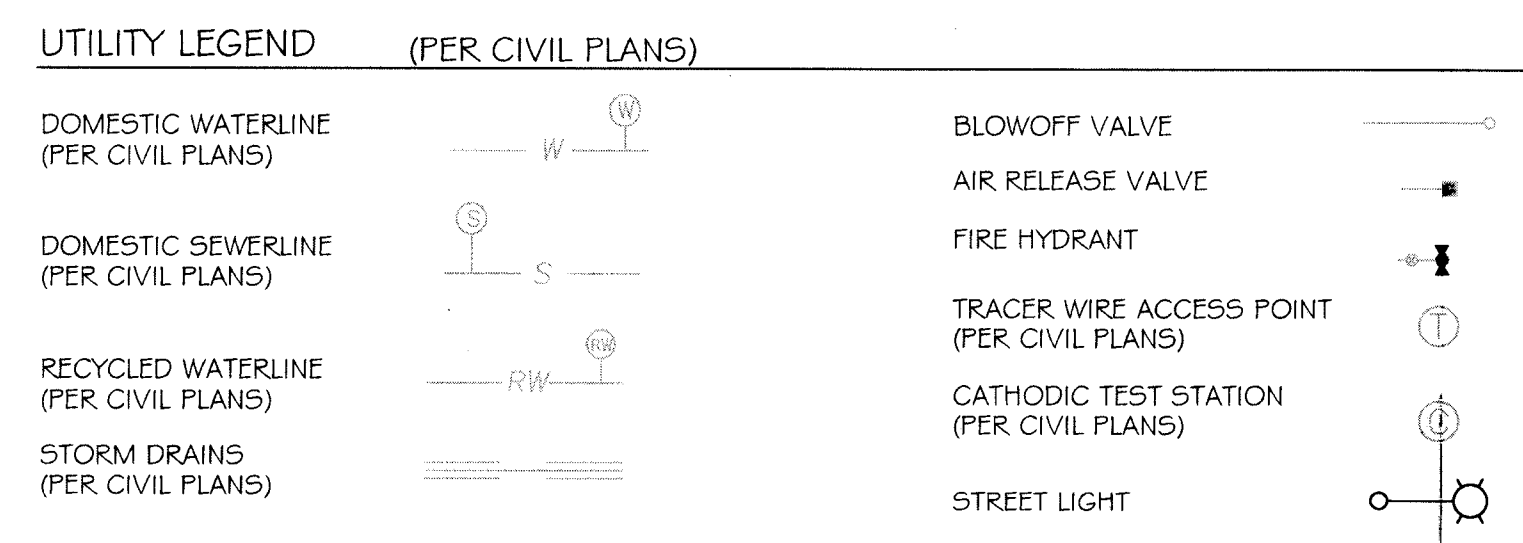 UTILITY LEGEND (PER CIVIL PLANS)
DOMESTIC WATERLINE
(PER CIVIL PLANS)
W
W
DOMESTIC SEWERLINE
(PER CIVIL PLANS)
S
S
RECYCLED WATERLINE
(PER CIVIL PLANS)
RW
RW
STORM DRAINS
(PER CIVIL PLANS)
BLOWOFF VALVE
AIR RELEASE VALVE
FIRE HYDRANT
TRACER WIRE ACCESS POINT
(PER CIVIL PLANS)
T
CATHODIC TEST STATION
(PER CIVIL PLANS)
C
STREET LIGHT